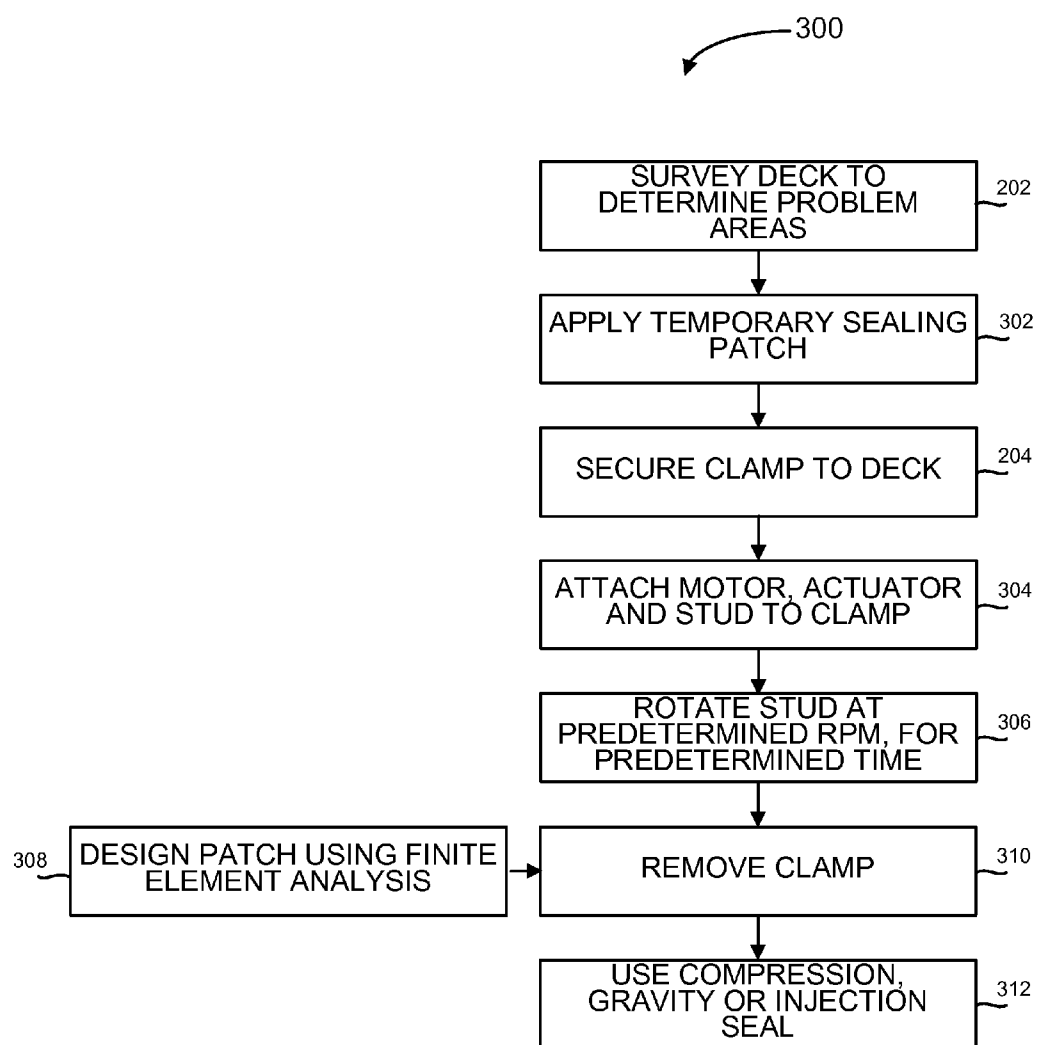 300
SURVEY DECK TO
DETERMINE PROBLEM
AREAS
202
APPLY TEMPORARY SEALING
PATCH
302
SECURE CLAMP TO DECK
204
ATTACH MOTOR, ACTUATOR
AND STUD TO CLAMP
304
ROTATE STUD AT
PREDETERMINED RPM, FOR
PREDETERMINED TIME
306
308
DESIGN PATCH USING FINITE
ELEMENT ANALYSIS
REMOVE CLAMP
310
USE COMPRESSION,
GRAVITY OR INJECTION
SEAL
312